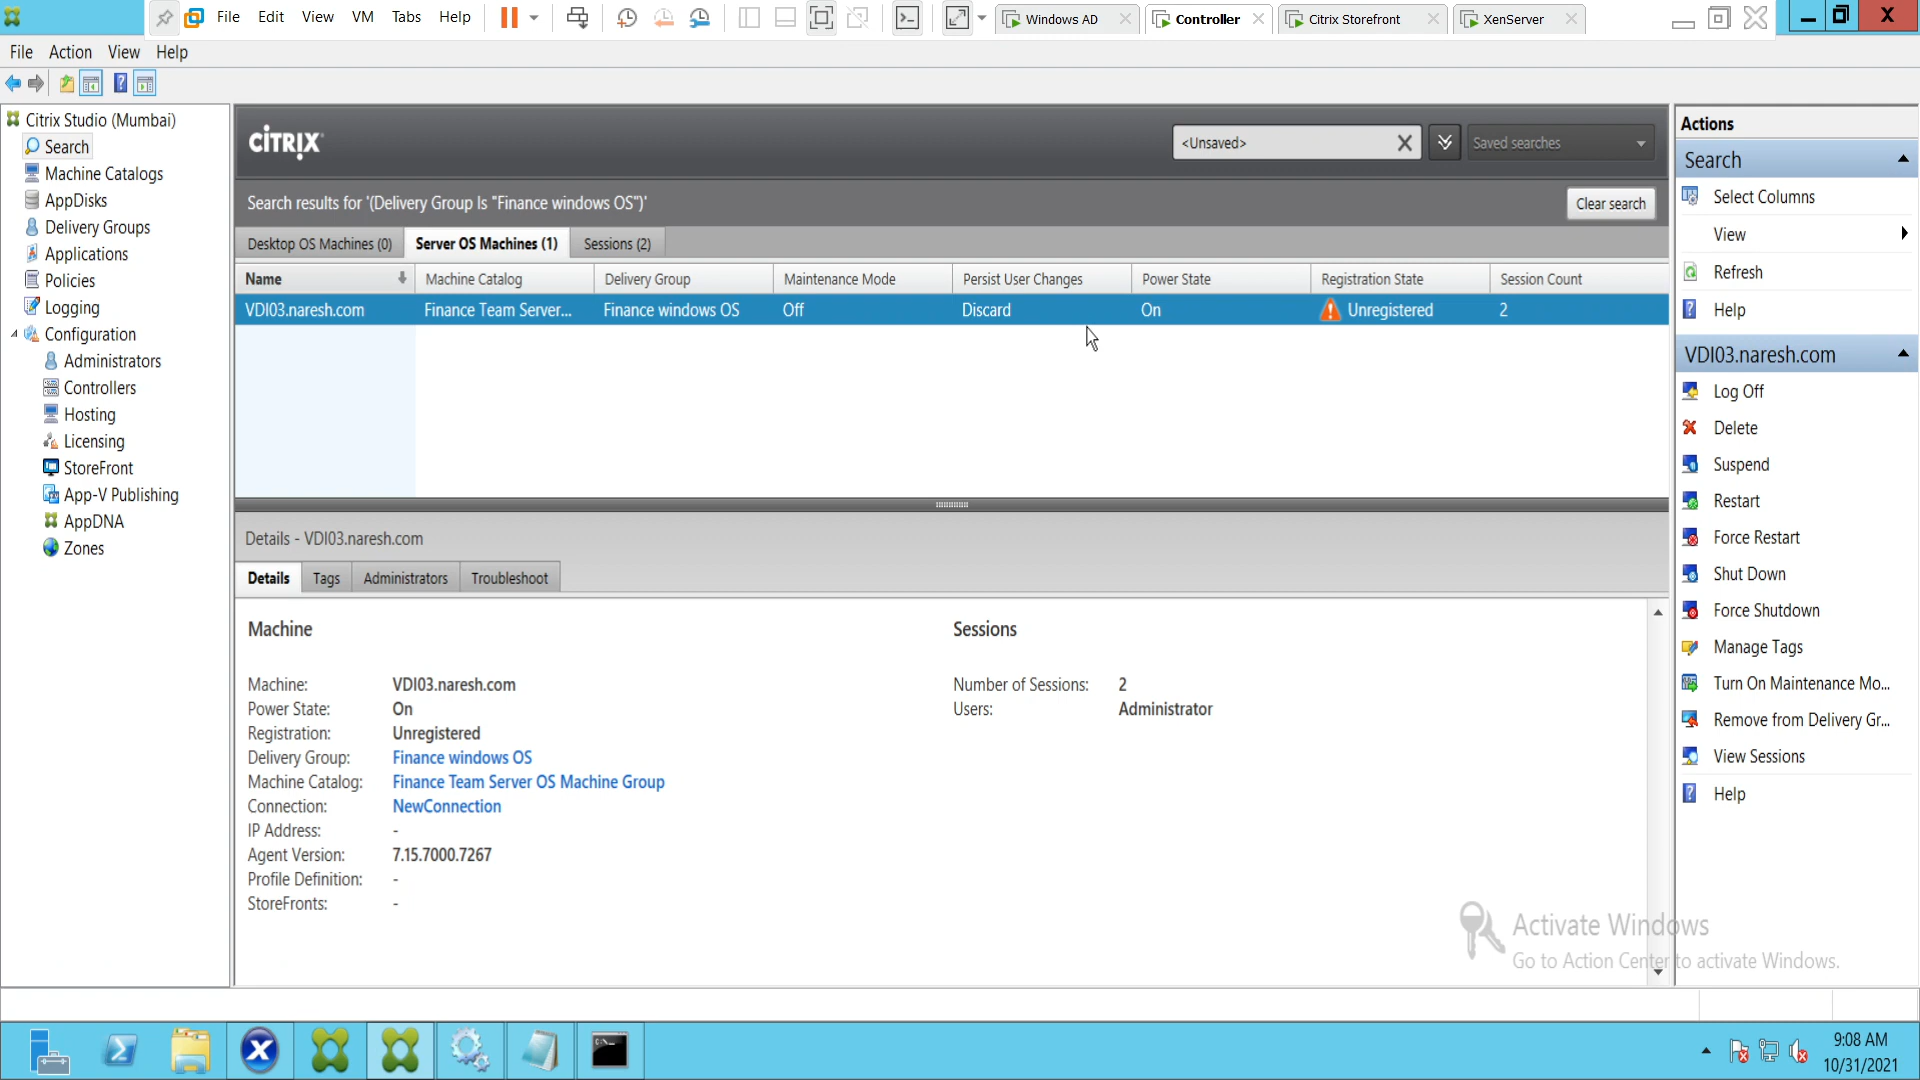 File Edit View VM Tabs Help
Windows AD
Controller
Citrix Storefront
XenServer
File Action View Help
Citrix Studio (Mumbai)
Search
Machine Catalogs
AppDisks
Delivery Groups
Applications
Policies
Logging
Configuration
Administrators
Controllers
Hosting
Licensing
StoreFront
App-V Publishing
AppDNA
Zones
CITRIX
<Unsaved>
Saved searches
Search results for '(Delivery Group Is "Finance windows OS")'
Clear search
Desktop OS Machines (0) Server OS Machines (1) Sessions (2)
Name Machine Catalog Delivery Group Maintenance Mode Persist User Changes Power State Registration State Session Count
VDI03.naresh.com Finance Team Server... Finance windows OS Off Discard On Unregistered 2
Details - VDI03.naresh.com
Details Tags Administrators Troubleshoot
Machine
Machine: VDI03.naresh.com
Power State: On
Registration: Unregistered
Delivery Group: Finance windows OS
Machine Catalog: Finance Team Server OS Machine Group
Connection: NewConnection
IP Address: -
Agent Version: 7.15.7000.7267
Profile Definition: -
StoreFronts: -
Sessions
Number of Sessions: 2
Users: Administrator
Actions
Search
Select Columns
View
Refresh
Help
VDI03.naresh.com
Log Off
Delete
Suspend
Restart
Force Restart
Shut Down
Force Shutdown
Manage Tags
Turn On Maintenance Mo...
Remove from Delivery Gr...
View Sessions
Help
Activate Windows
Go to Action Center to activate Windows.
9:08 AM
10/31/2021